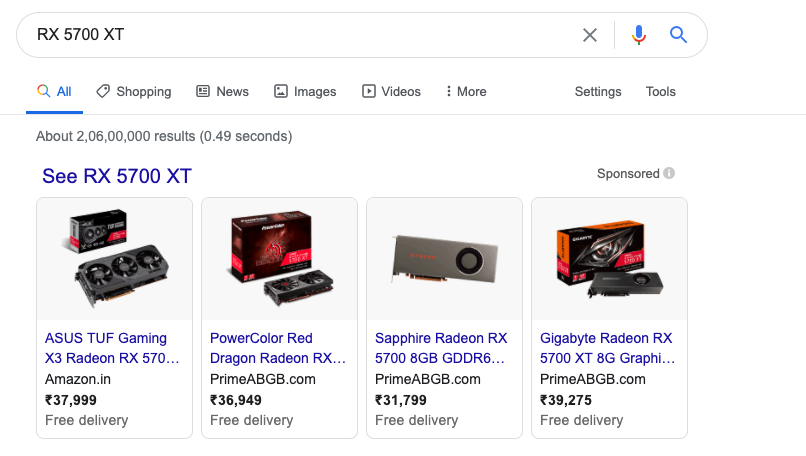 RX 5700 XT
All Shopping News Images Videos More Settings Tools
About 2,06,00,000 results (0.49 seconds)
See RX 5700 XT
Sponsored
ASUS TUF Gaming
X3 Radeon RX 570…
Amazon.in
₹37,999
Free delivery
PowerColor Red
Dragon Radeon RX…
PrimeABGB.com
₹36,949
Free delivery
Sapphire Radeon RX
5700 8GB GDDR6…
PrimeABGB.com
₹31,799
Free delivery
Gigabyte Radeon RX
5700 XT 8G Graphi…
PrimeABGB.com
₹39,275
Free delivery